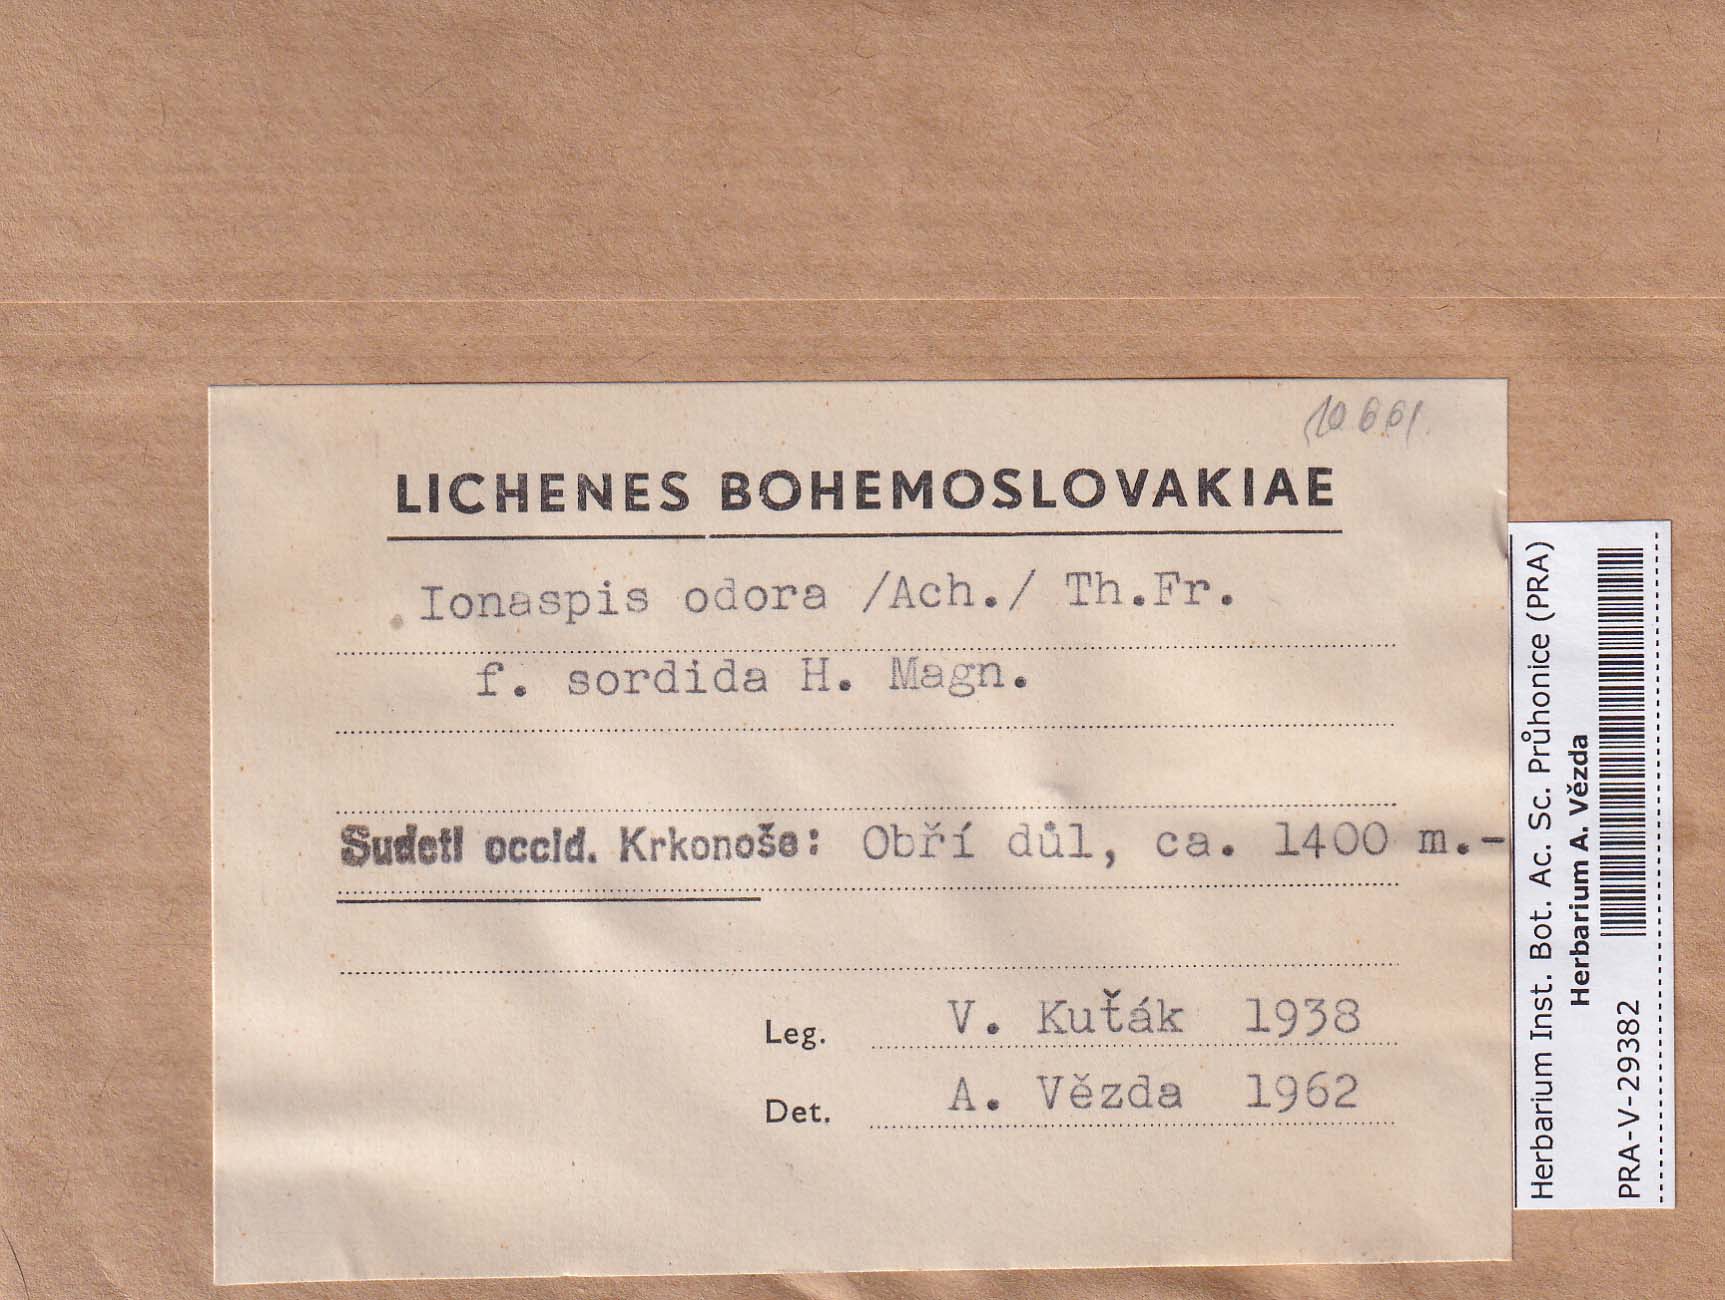 10661
LICHENES BOHEMOSLOVAKIAE
Ionaspis odora /Ach./ Th.Fr.
f. sordida H. Magn.
Sudeti occid. Krkonoše: Obří důl, ca. 1400 m.-
Leg. V. Kuťák 1938
Det. A. Vězda 1962
Herbarium Inst. Bot. Ac. Sc. Průhonice (PRA)
Herbarium A. Vězda
PRA-V-29382